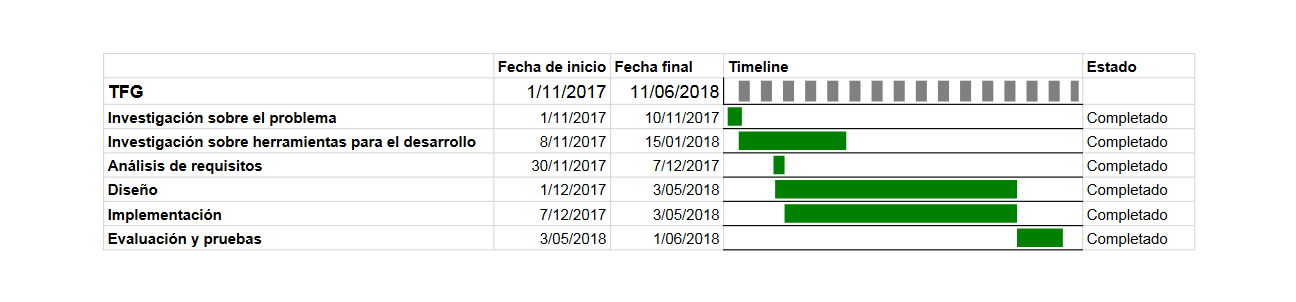 Fecha de inicio Fecha final Timeline Estado
TFG 1/11/2017 11/06/2018
Investigación sobre el problema 1/11/2017 10/11/2017 Completado
Investigación sobre herramientas para el desarrollo 8/11/2017 15/01/2018 Completado
Análisis de requisitos 30/11/2017 7/12/2017 Completado
Diseño 1/12/2017 3/05/2018 Completado
Implementación 7/12/2017 3/05/2018 Completado
Evaluación y pruebas 3/05/2018 1/06/2018 Completado